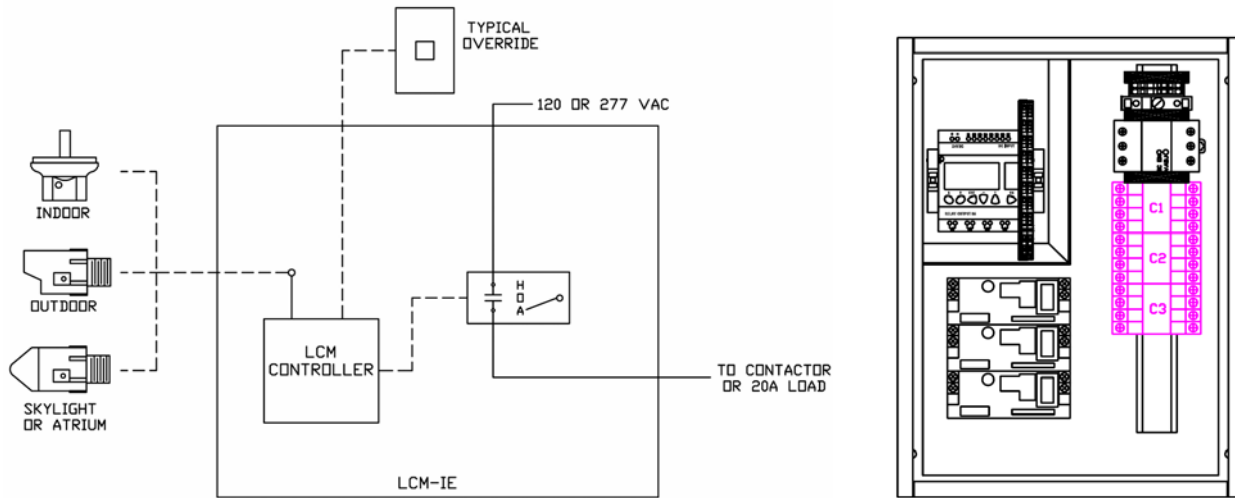 TYPICAL
OVERRIDE
120 OR 277 VAC
INDOOR
OUTDOOR
SKYLIGHT
OR ATRIUM
LCM
CONTROLLER
H
O
A
TO CONTACTOR
OR 20A LOAD
LCM-IE
C1
C2
C3